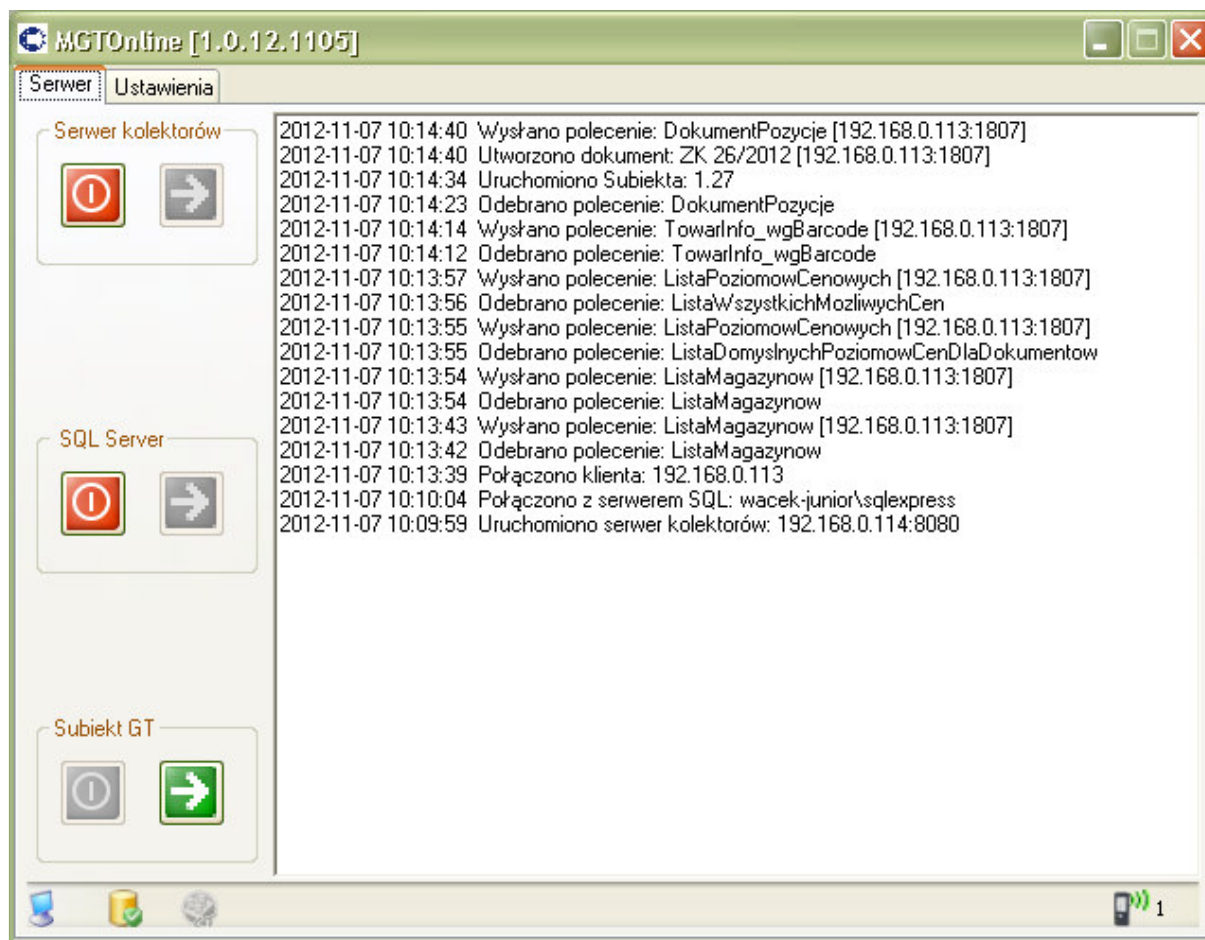 MGTOnline [1.0.12.1105]
Serwer Ustawienia
Serwer kolektorów
2012-11-07 10:14:40 Wysłano polecenie: DokumentPozycje [192.168.0.113:1807]
2012-11-07 10:14:40 Utworzono dokument: ZK 26/2012 [192.168.0.113:1807]
2012-11-07 10:14:34 Uruchomiono Subiekta: 1.27
2012-11-07 10:14:23 Odebrano polecenie: DokumentPozycje
2012-11-07 10:14:14 Wysłano polecenie: TowarInfo_wgBarcode [192.168.0.113:1807]
2012-11-07 10:14:12 Odebrano polecenie: TowarInfo_wgBarcode
2012-11-07 10:13:57 Wysłano polecenie: ListaPoziomowCenowych [192.168.0.113:1807]
2012-11-07 10:13:56 Odebrano polecenie: ListaWszystkichMozliwychCen
2012-11-07 10:13:55 Wysłano polecenie: ListaPoziomowCenowych [192.168.0.113:1807]
2012-11-07 10:13:55 Odebrano polecenie: ListaDomyslnychPoziomowCenDlaDokumentow
2012-11-07 10:13:54 Wysłano polecenie: ListaMagazynow [192.168.0.113:1807]
2012-11-07 10:13:54 Odebrano polecenie: ListaMagazynow
2012-11-07 10:13:43 Wysłano polecenie: ListaMagazynow [192.168.0.113:1807]
2012-11-07 10:13:42 Odebrano polecenie: ListaMagazynow
2012-11-07 10:13:39 Połączono klienta: 192.168.0.113
2012-11-07 10:10:04 Połączono z serwerem SQL: wacek-junior\sqlexpress
2012-11-07 10:09:59 Uruchomiono serwer kolektorów: 192.168.0.114:8080
SQL Server
Subiekt GT
1